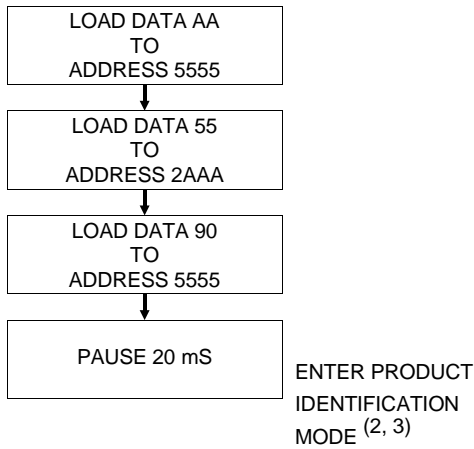 LOAD DATA AA
TO
ADDRESS 5555
LOAD DATA 55
TO
ADDRESS 2AAA
LOAD DATA 90
TO
ADDRESS 5555
PAUSE 20 mS
ENTER PRODUCT
IDENTIFICATION
MODE (2, 3)